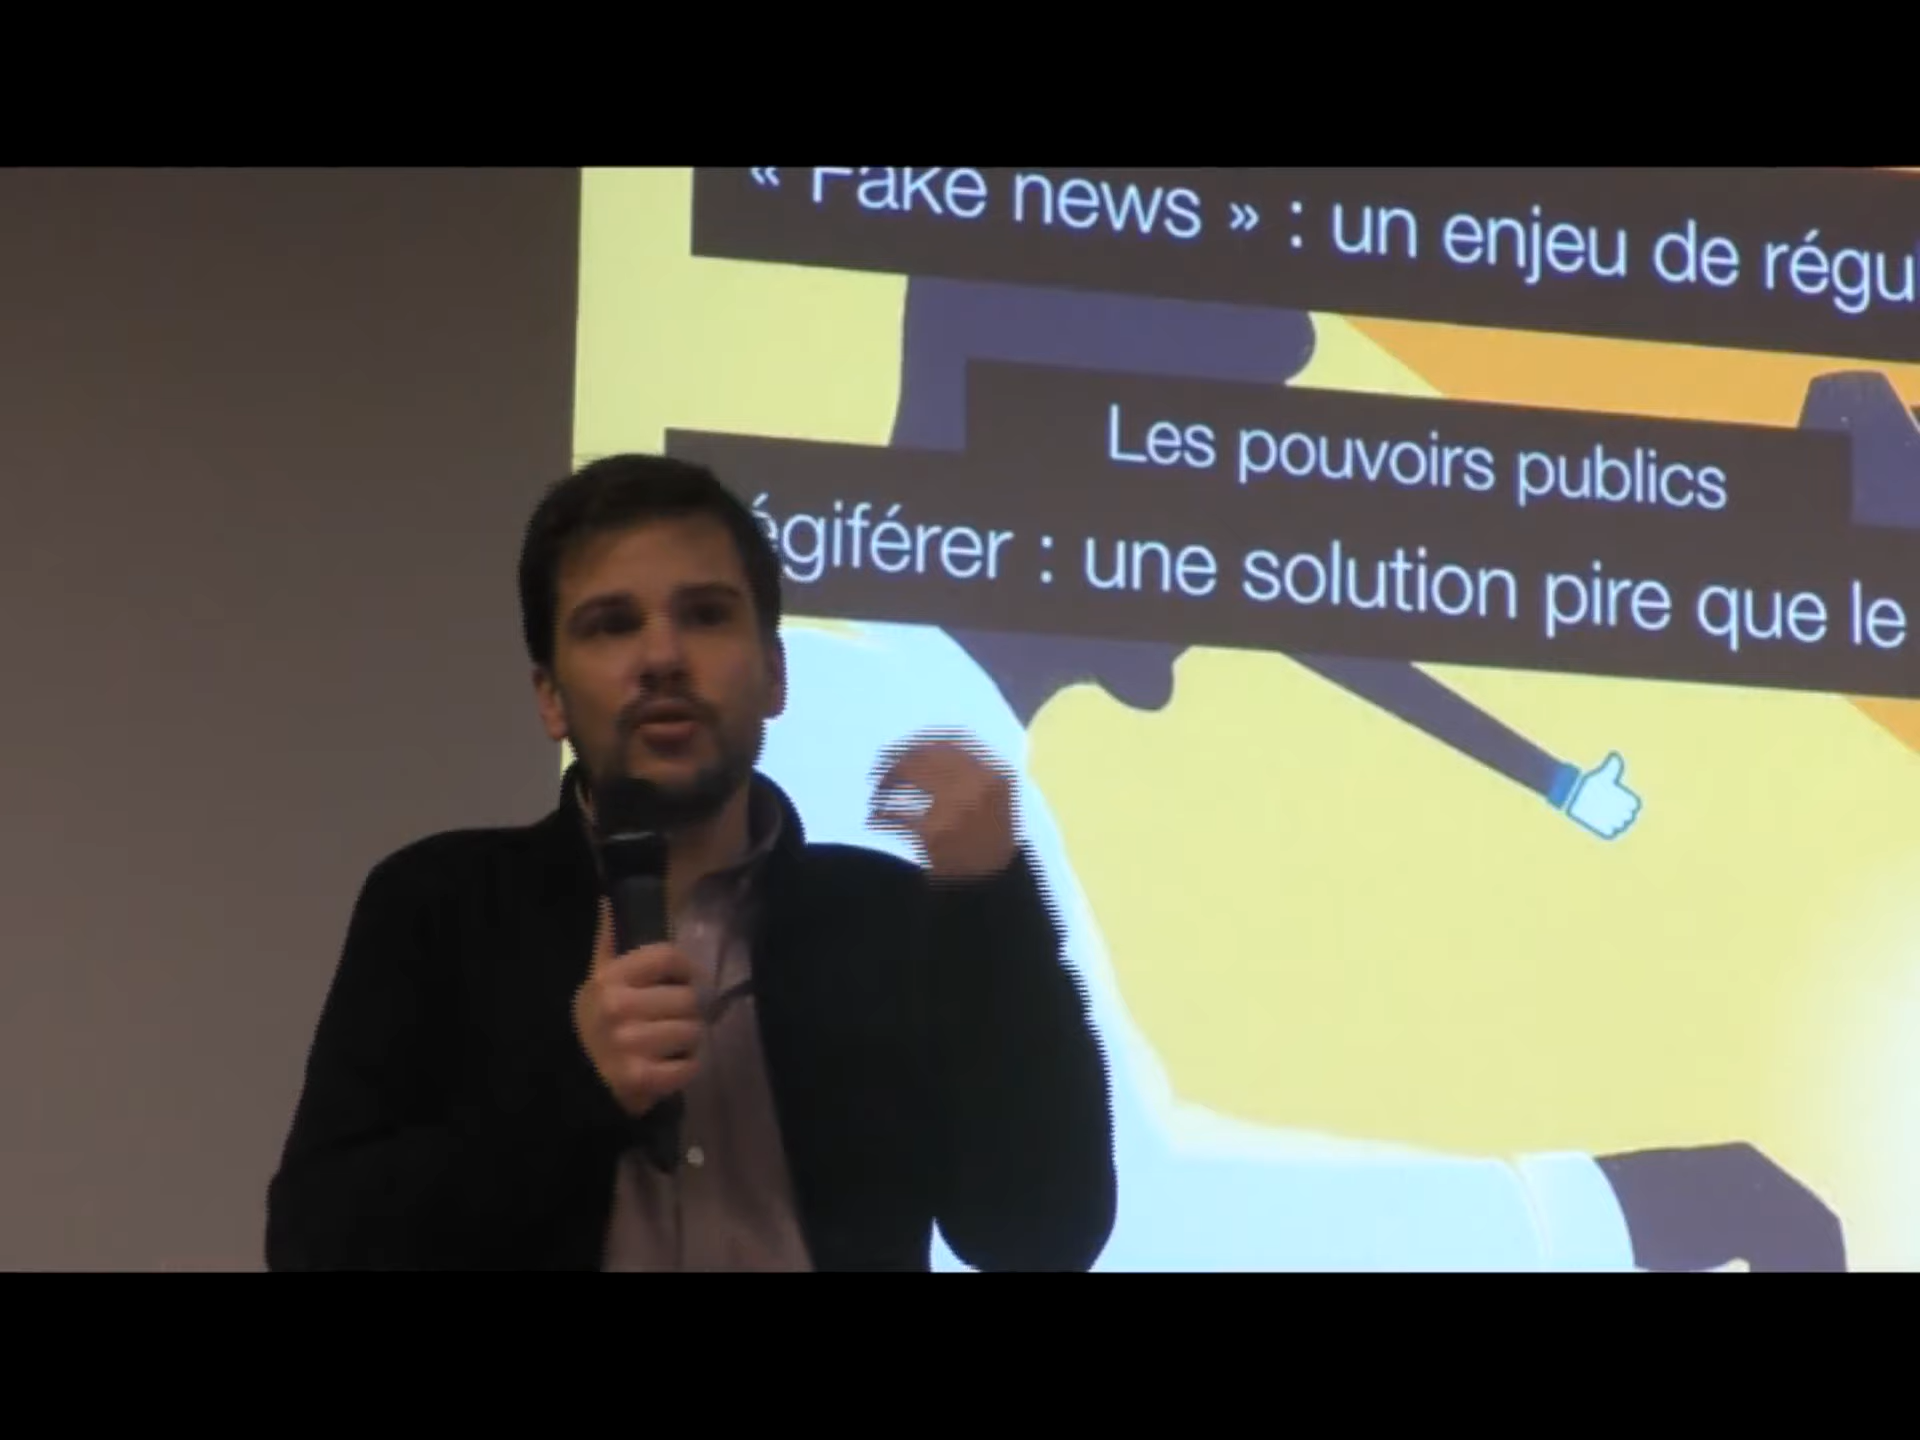 « Fake news » : un enjeu de régu
Les pouvoirs publics
égiférer : une solution pire que le